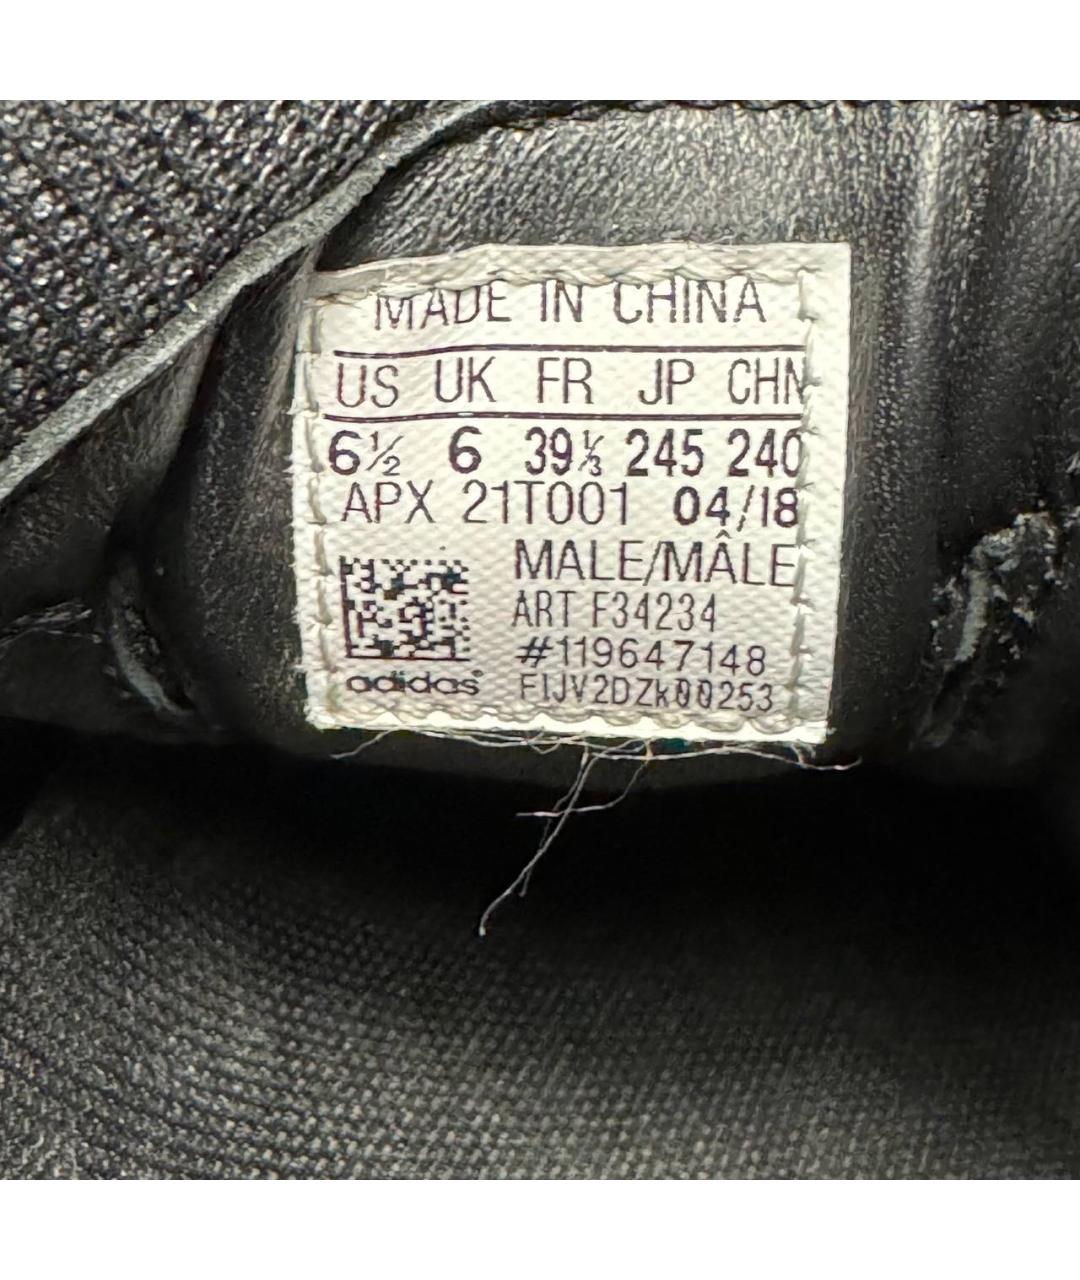 MADE IN CHINA
US UK FR JP CHN
6½ 6 39⅓ 245 240
APX 21T001 04/18
MALE/MÂLE
ART F34234
#119647148
adidas®
FIJV2DZk00253